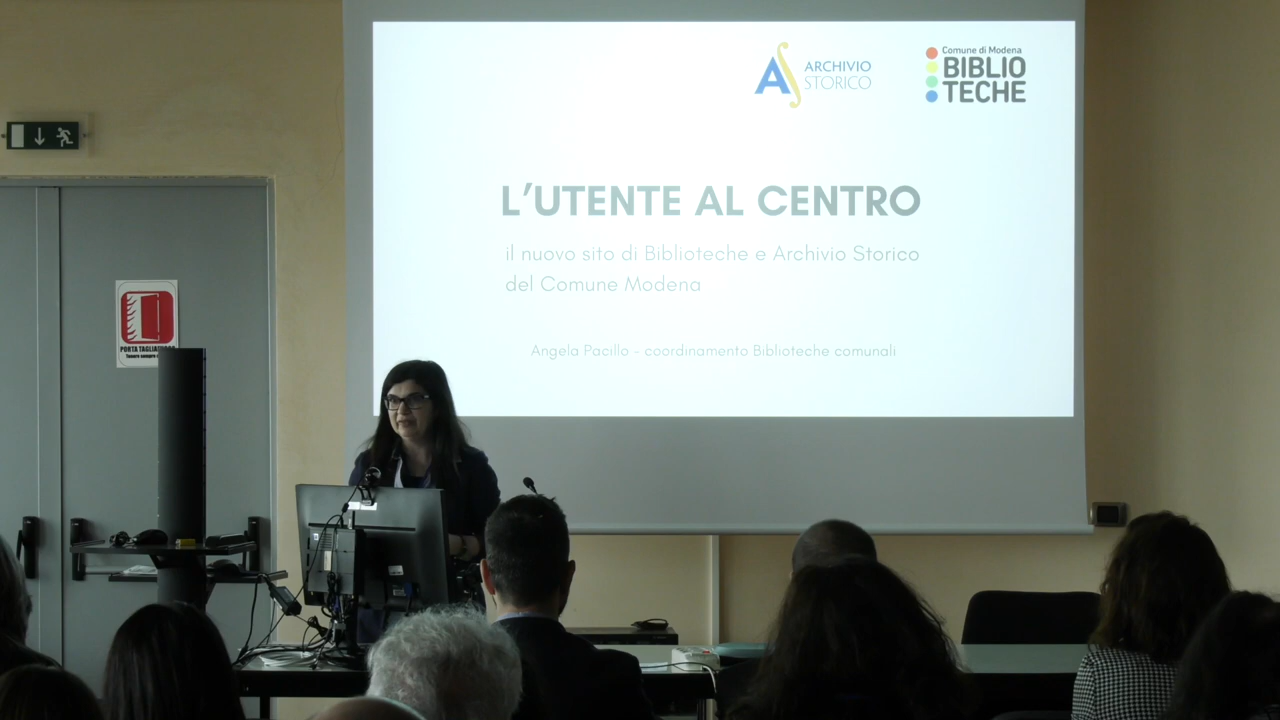 ARCHIVIO
STORICO
Comune di Modena
BIBLIO
TECHE
L'UTENTE AL CENTRO
il nuovo sito di Biblioteche e Archivio Storico
del Comune Modena
Angela Pacillo - coordinamento Biblioteche comunali
PORTA TAGLIAFUOCO